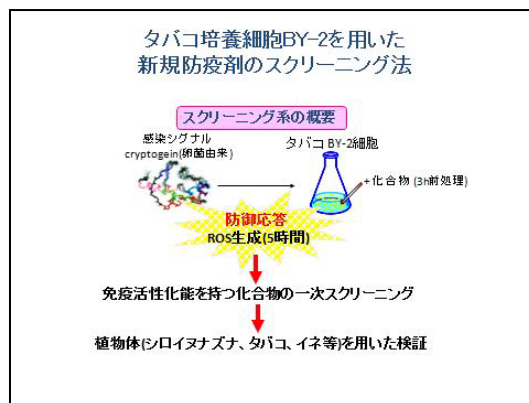 タバコ培養細胞BY-2を用いた
新規防疫剤のスクリーニング法
スクリーニング系の概要
感染シグナル
cryptogein(卵菌由来)
タバコ BY-2細胞
+化合物 (3h前処理)
防御応答
ROS生成(5時間)
免疫活性化能を持つ化合物の一次スクリーニング
植物体(シロイヌナズナ、タバコ、イネ等)を用いた検証